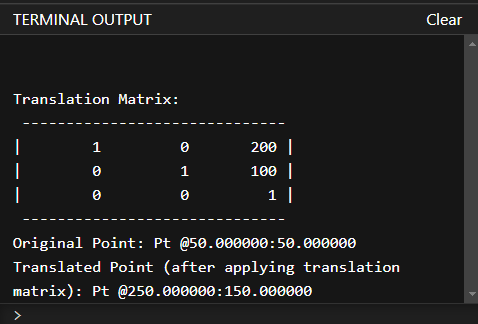 TERMINAL OUTPUT Clear
Translation Matrix:
------------------------------
| 1 0 200 |
| 0 1 100 |
| 0 0 1 |
------------------------------
Original Point: Pt @50.000000:50.000000
Translated Point (after applying translation
matrix): Pt @250.000000:150.000000
>